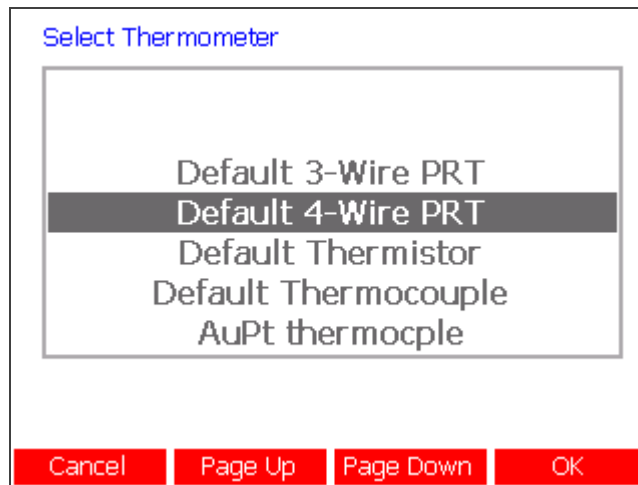 Select Thermometer
Default 3-Wire PRT
Default 4-Wire PRT
Default Thermistor
Default Thermocouple
AuPt thermocple
Cancel Page Up Page Down OK